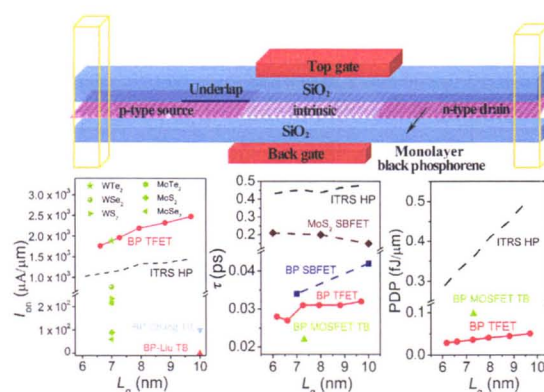 Top gate
Underlap
SiO₂
p-type source
intrinsic
n-type drain
SiO₂
Back gate
Monolayer
black phosphorene
WTe₂
WSe₂
WS₂
MoTe₂
MoS₂
MoSe₂
3.0 x 10³
2.5 x 10³
2.0 x 10³
1.5 x 10³
1.0 x 10³
2 x 10²
1 x 10²
0
BP TFET
ITRS HP
BP-Liu TB
I_on (μA/μm)
6 7 8 9 10
L_g (nm)
0.5
0.4
0.3
0.2
0.1
0.04
0.03
0.02
ITRS HP
MoS₂ SBFET
BP SBFET
BP TFET
BP MOSFET TB
τ (ps)
6 7 8 9 10
L_g (nm)
0.5
0.4
0.3
0.2
0.1
0.0
ITRS HP
BP MOSFET TB
BP TFET
PDP (fJ/μm)
6 7 8 9 10
L_g (nm)